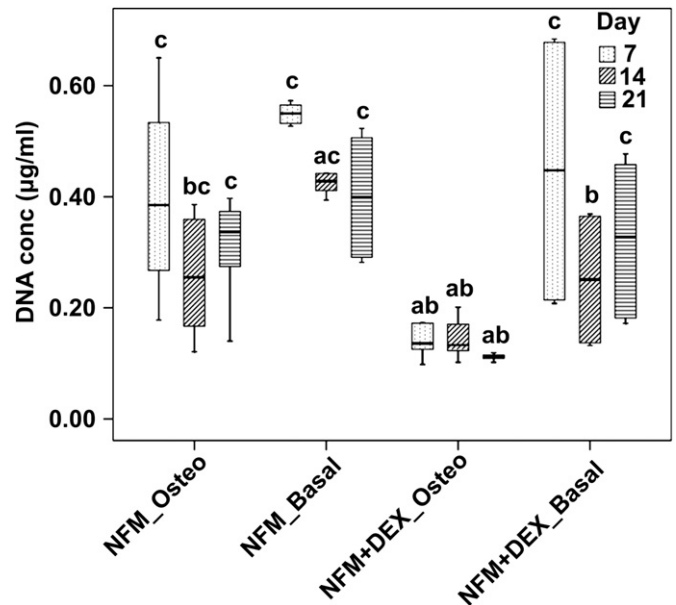 Day
7
14
21
DNA conc (µg/ml)
0.60
0.40
0.20
0.00
c
bc
c
c
ac
c
ab
ab
ab
c
b
c
NFM_Osteo
NFM_Basal
NFM+DEX_Osteo
NFM+DEX_Basal